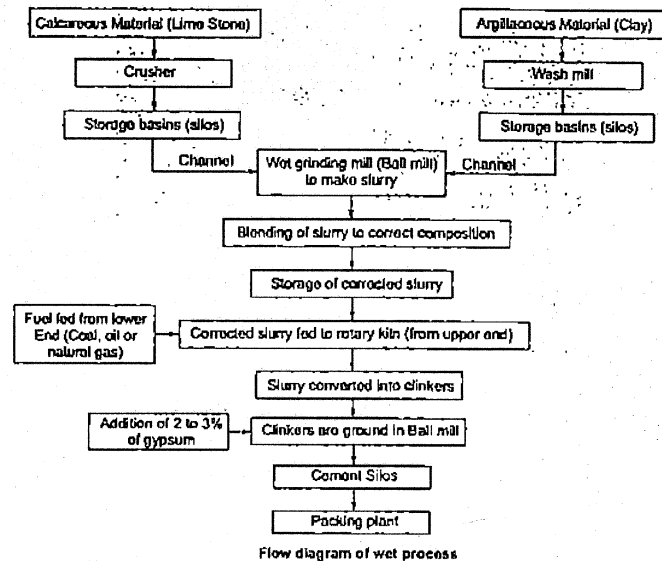 Calcareous Material (Lime Stone)
Argillaceous Material (Clay)
Crusher
Wash mill
Storage basins (silos)
Storage basins (silos)
Channel
Wet grinding mill (Ball mill)
to make slurry
Channel
Blending of slurry to correct composition
Storage of corrected slurry
Fuel fed from lower
End (Coal, oil or
natural gas)
Corrected slurry fed to rotary kiln (from upper end)
Slurry converted into clinkers
Addition of 2 to 3%
of gypsum
Clinkers are ground in Ball mill
Cement Silos
Packing plant
Flow diagram of wet process